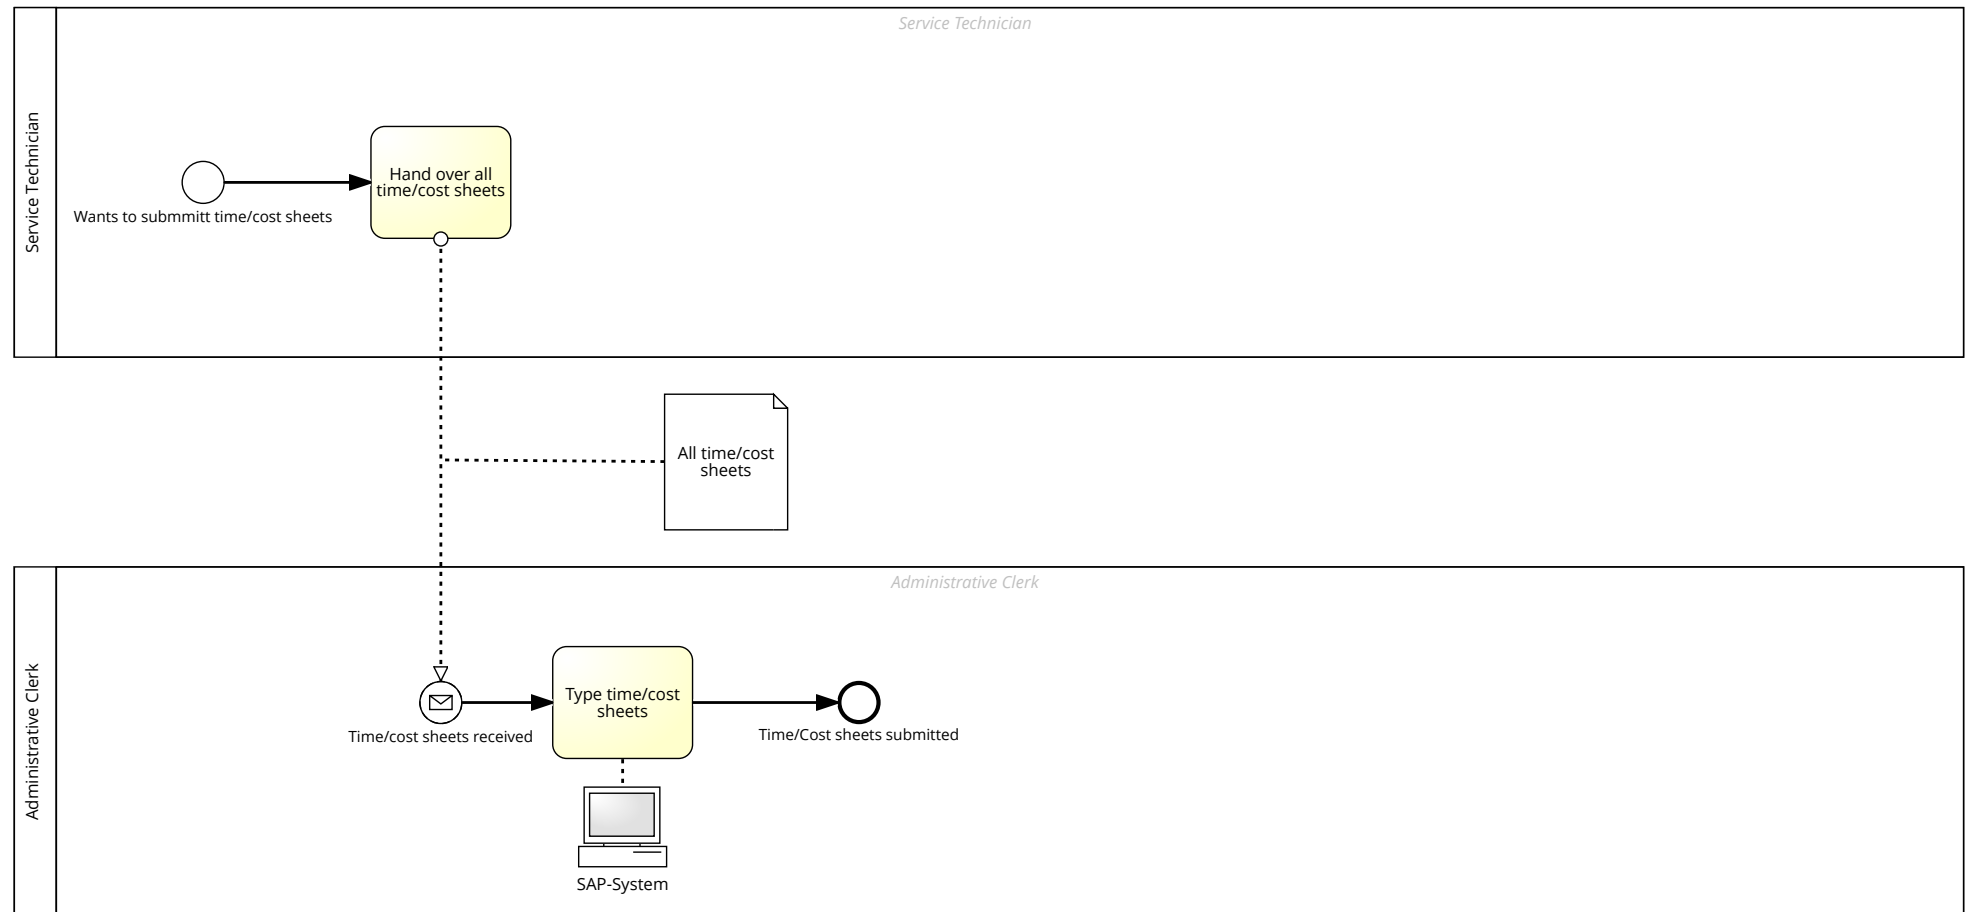 Service Technician
Service Technician
Hand over all
time/cost sheets
Wants to submmitt time/cost sheets
All time/cost
sheets
Administrative Clerk
Administrative Clerk
Type time/cost
sheets
Time/cost sheets received
Time/Cost sheets submitted
SAP-System